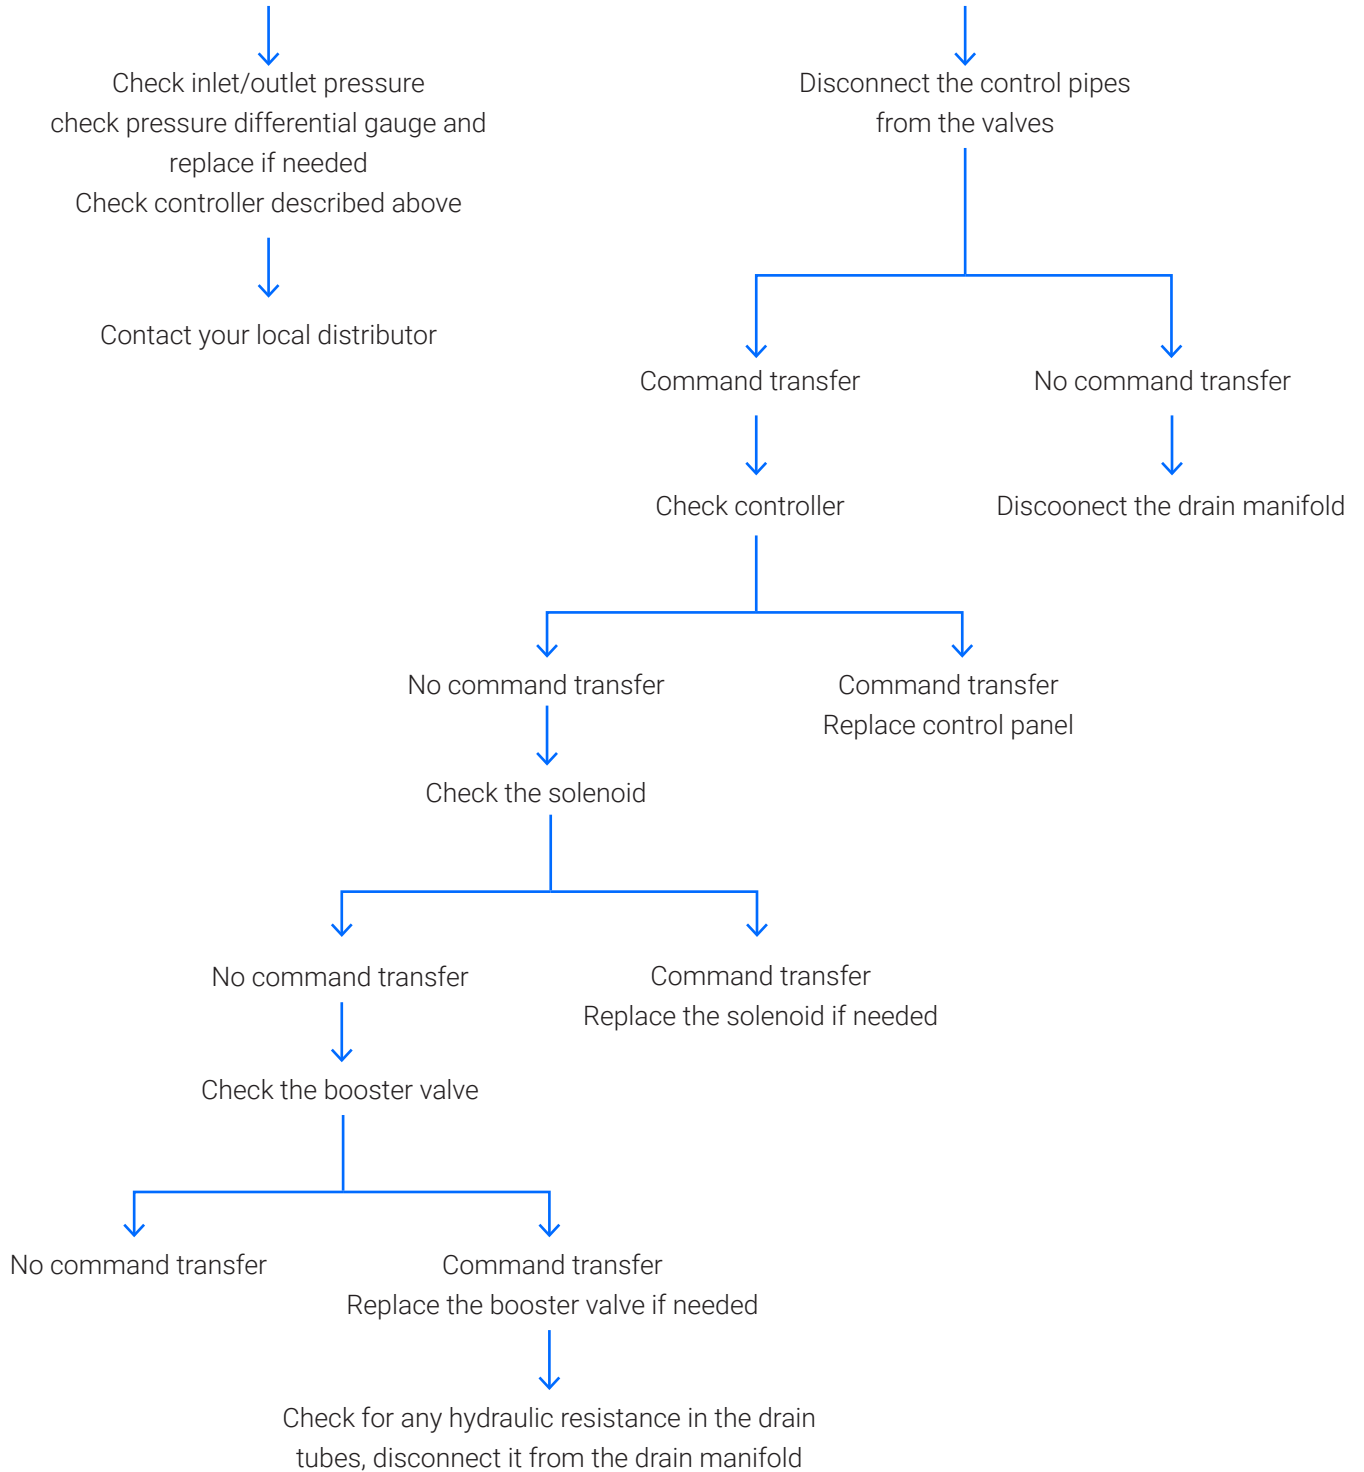 Check inlet/outlet pressure
check pressure differential gauge and
replace if needed
Check controller described above
Contact your local distributor
Disconnect the control pipes
from the valves
Command transfer
No command transfer
Check controller
Discoonect the drain manifold
No command transfer
Command transfer
Replace control panel
Check the solenoid
No command transfer
Command transfer
Replace the solenoid if needed
Check the booster valve
No command transfer
Command transfer
Replace the booster valve if needed
Check for any hydraulic resistance in the drain
tubes, disconnect it from the drain manifold